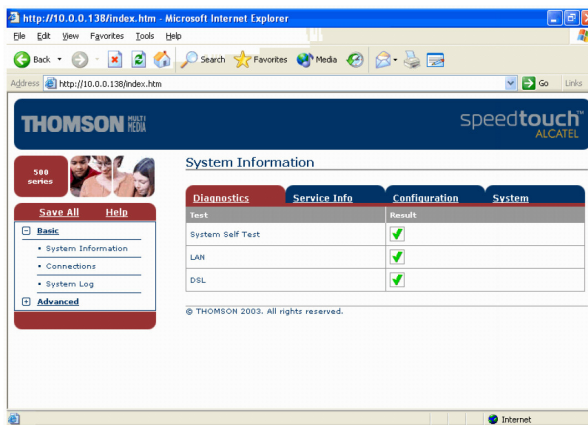 http://10.0.0.138/index.htm - Microsoft Internet Explorer
File Edit View Favorites Tools Help
Back Search Favorites Media
Address http://10.0.0.138/index.htm Go Links
THOMSON MULTI MEDIA
speedtouch™
ALCATEL
500 series
System Information
Save All Help
Basic
System Information
Connections
System Log
Advanced
Diagnostics Service Info Configuration System
Test Result
System Self Test
LAN
DSL
© THOMSON 2003. All rights reserved.
Internet